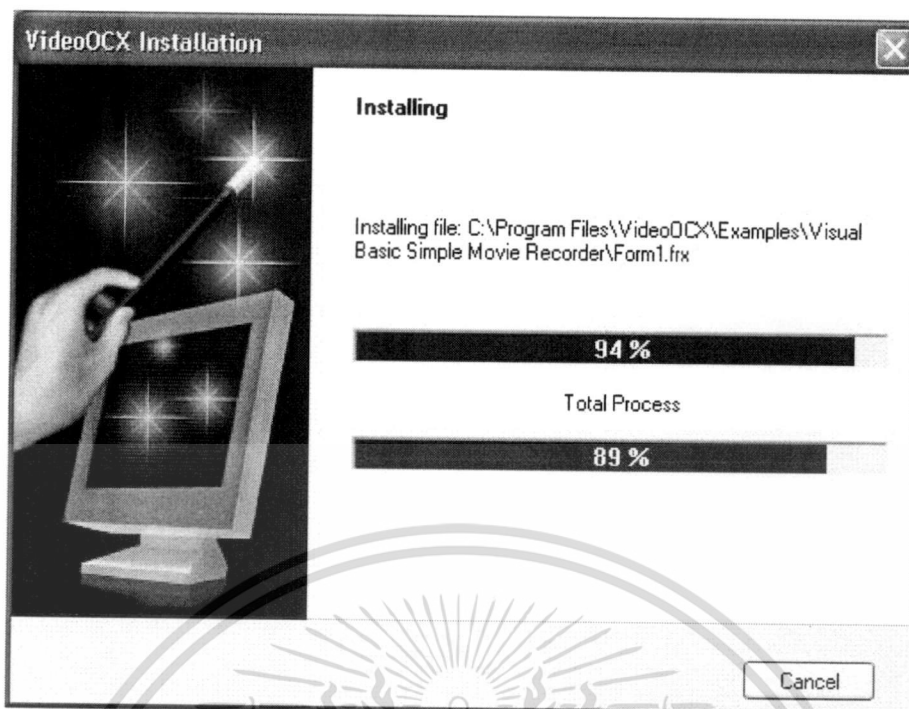 VideoOCX Installation
Installing
Installing file: C:\Program Files\VideoOCX\Examples\Visual
Basic Simple Movie Recorder\Form1.frx
94 %
Total Process
89 %
Cancel